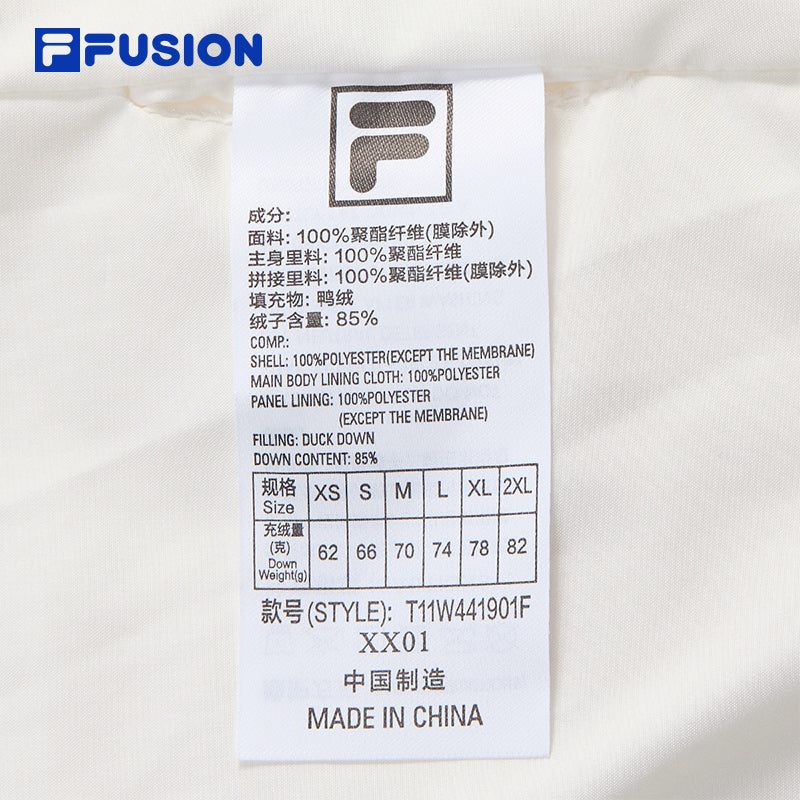 FUSION
成分:
面料: 100%聚酯纤维(膜除外)
主身里料: 100%聚酯纤维
拼接里料: 100%聚酯纤维(膜除外)
填充物: 鸭绒
绒子含量: 85%
COMP.:
SHELL: 100%POLYESTER(EXCEPT THE MEMBRANE)
MAIN BODY LINING CLOTH: 100%POLYESTER
PANEL LINING: 100%POLYESTER
(EXCEPT THE MEMBRANE)
FILLING: DUCK DOWN
DOWN CONTENT: 85%
规格 Size XS S M L XL 2XL
充绒量(克) Down Weight(g) 62 66 70 74 78 82
款号(STYLE): T11W441901F
XX01
中国制造
MADE IN CHINA